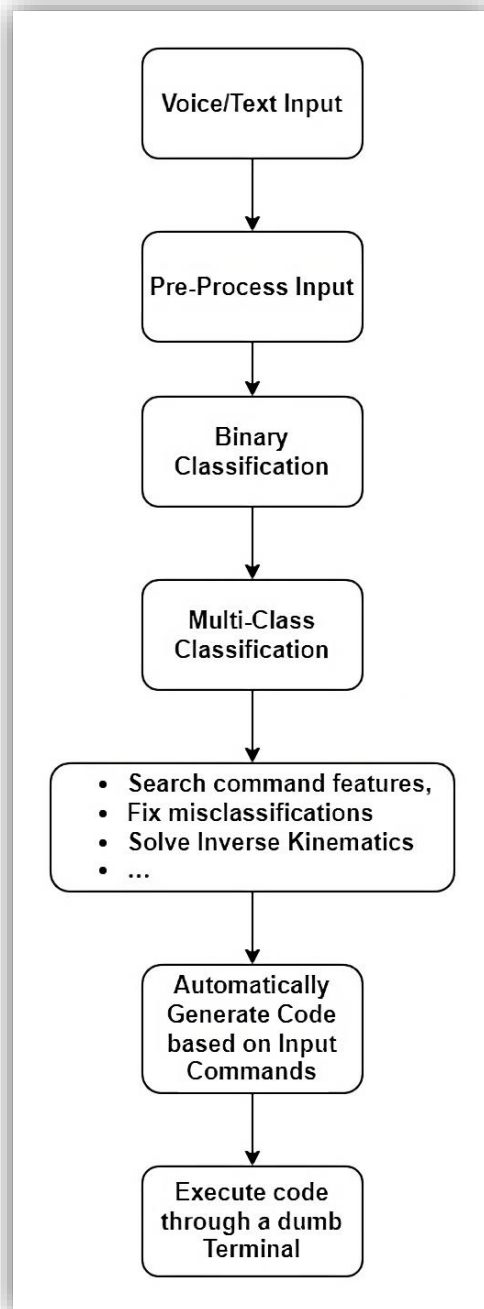 Voice/Text Input
Pre-Process Input
Binary
Classification
Multi-Class
Classification
• Search command features,
• Fix misclassifications
• Solve Inverse Kinematics
• ...
Automatically
Generate Code
based on Input
Commands
Execute code
through a dumb
Terminal